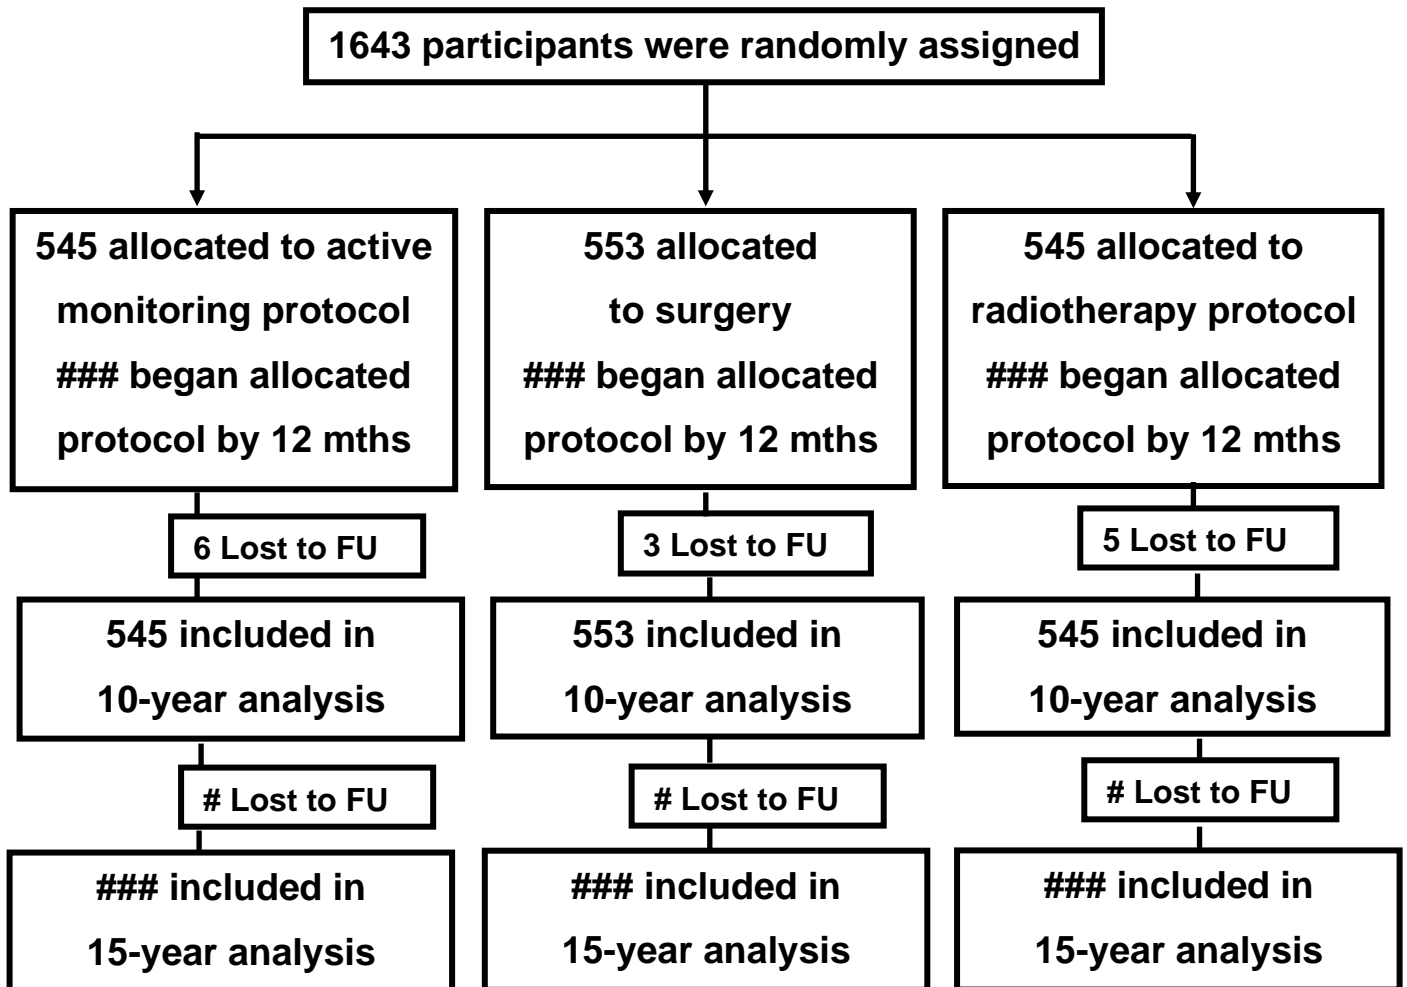 1643 participants were randomly assigned
545 allocated to active
monitoring protocol
### began allocated
protocol by 12 mths
553 allocated
to surgery
### began allocated
protocol by 12 mths
545 allocated to
radiotherapy protocol
### began allocated
protocol by 12 mths
6 Lost to FU
3 Lost to FU
5 Lost to FU
545 included in
10-year analysis
553 included in
10-year analysis
545 included in
10-year analysis
# Lost to FU
# Lost to FU
# Lost to FU
### included in
15-year analysis
### included in
15-year analysis
### included in
15-year analysis